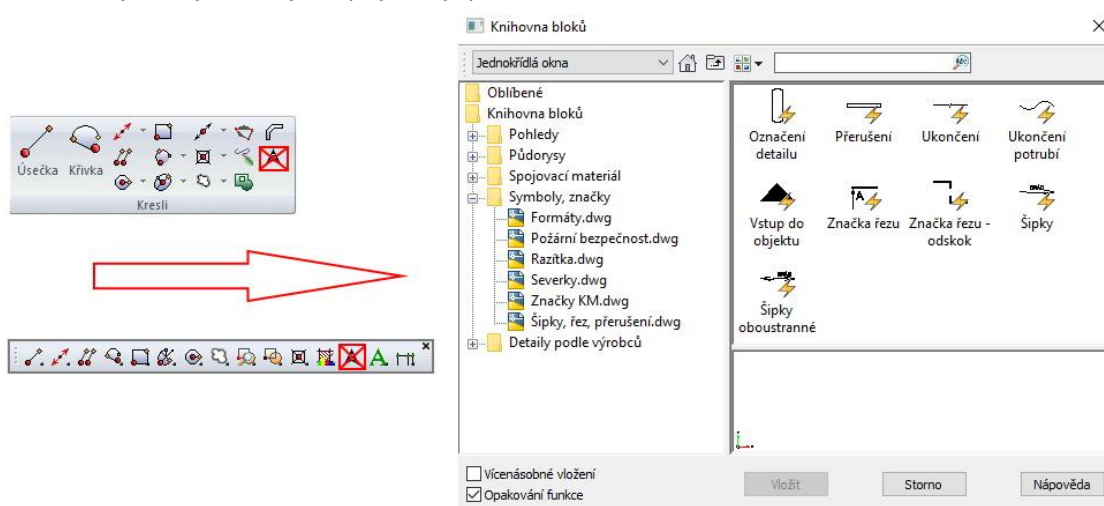 Knihovna bloků
Jednokřídlá okna
Oblíbené
Knihovna bloků
Pohledy
Půdorysy
Spojovací materiál
Symboly, značky
Formáty.dwg
Požární bezpečnost.dwg
Razítka.dwg
Severky.dwg
Značky KM.dwg
Šipky, řez, přerušení.dwg
Detaily podle výrobců
Označení
detailu
Přerušení
Ukončení
Ukončení
potrubí
Vstup do
objektu
Značka řezu
Značka řezu -
odskok
Šipky
Šipky
oboustranné
Úsečka
Křivka
Kresli
A
Vícenásobné vložení
Opakování funkce
Vložit
Storno
Nápověda